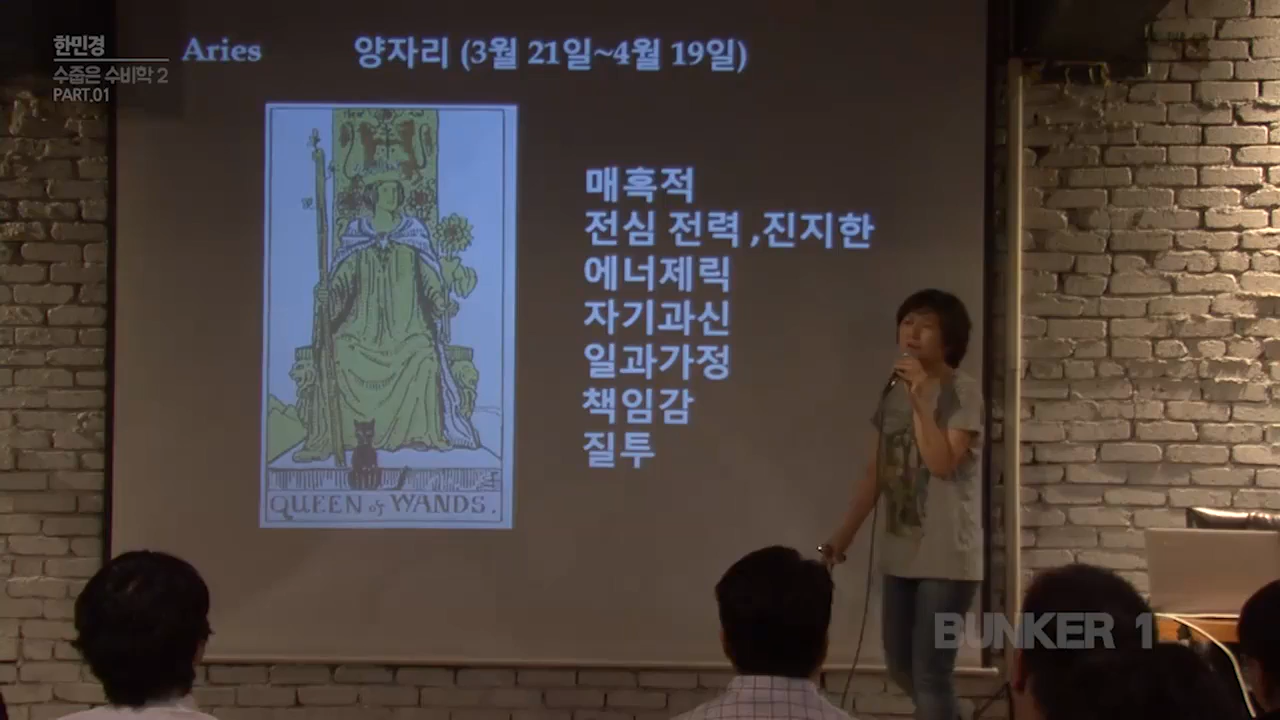 한민경
수줍은 수비학 2
PART.01
Aries 양자리 (3월 21일~4월 19일)
매혹적
전심 전력 ,진지한
에너제릭
자기과신
일과가정
책임감
질투
QUEEN of WANDS.
BUNKER 1